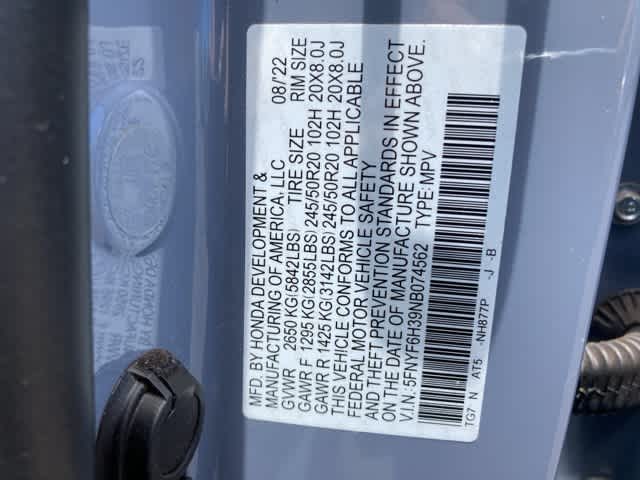 MFD. BY HONDA DEVELOPMENT &
MANUFACTURING OF AMERICA, LLC 08/'22
GVWR 2650 KG(5842LBS) TIRE SIZE RIM SIZE
GAWR F 1295 KG(2855LBS) 245/50R20 102H 20X8.0J
GAWR R 1425 KG(3142LBS) 245/50R20 102H 20X8.0J
THIS VEHICLE CONFORMS TO ALL APPLICABLE
FEDERAL MOTOR VEHICLE SAFETY
AND THEFT PREVENTION STANDARDS IN EFFECT
ON THE DATE OF MANUFACTURE SHOWN ABOVE.
V.I.N.: 5FNYF6H39NB074562 TYPE: MPV
TG7 N AT5 -NH877P -J -B